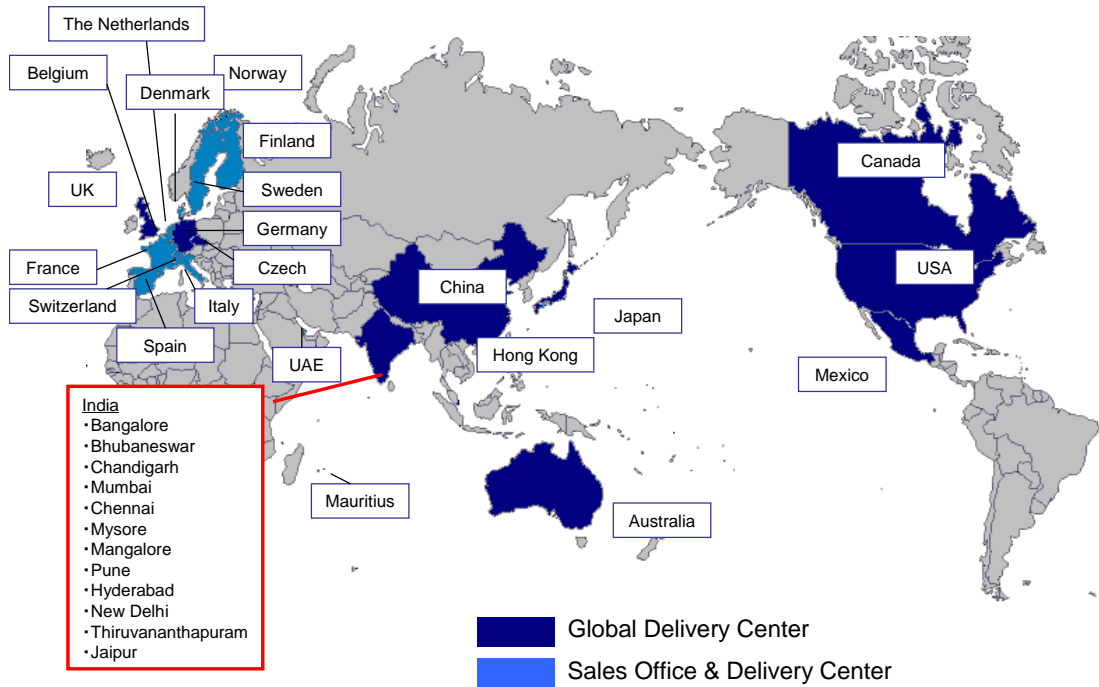 The Netherlands
Belgium
Norway
Denmark
Finland
UK
Sweden
Germany
France
Czech
Switzerland
Italy
Spain
UAE
China
Japan
Hong Kong
Canada
USA
Mexico
India
・Bangalore
・Bhubaneswar
・Chandigarh
・Mumbai
・Chennai
・Mysore
・Mangalore
・Pune
・Hyderabad
・New Delhi
・Thiruvananthapuram
・Jaipur
Mauritius
Australia
Global Delivery Center
Sales Office & Delivery Center